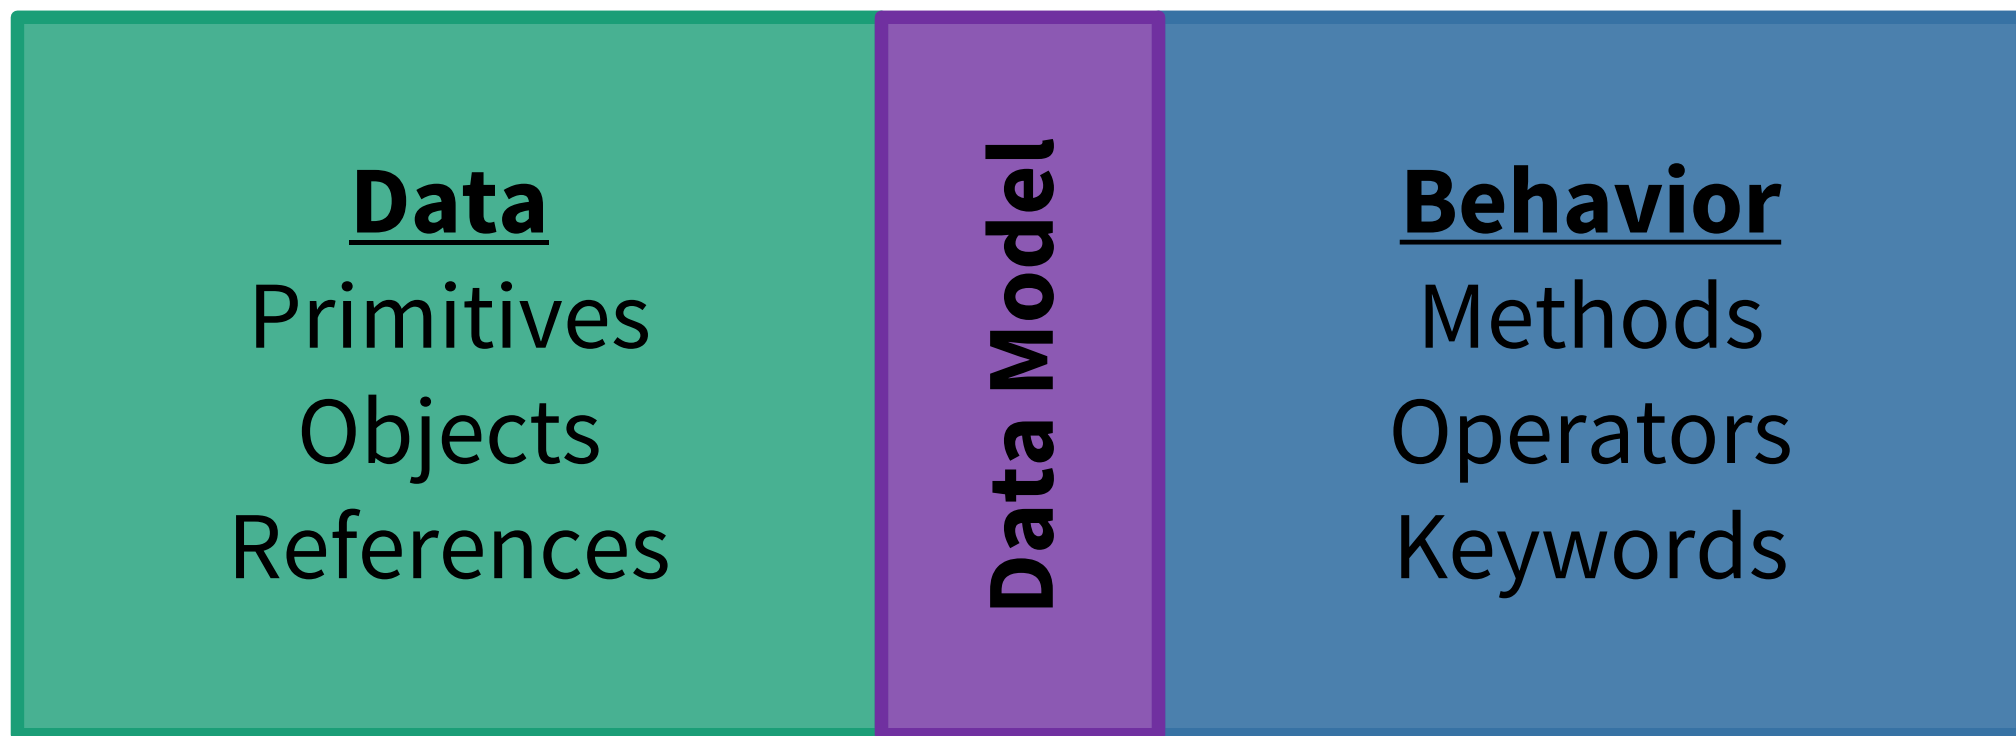 Data
Primitives
Objects
References
Data Model
Behavior
Methods
Operators
Keywords